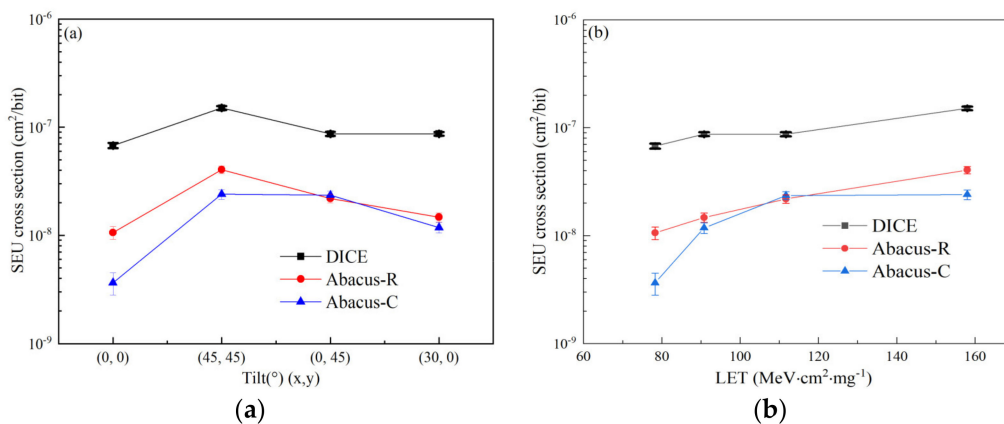 (a)
SEU cross section (cm²/bit)
10⁻⁶
10⁻⁷
10⁻⁸
10⁻⁹
DICE
Abacus-R
Abacus-C
(0, 0) (45, 45) (0, 45) (30, 0)
Tilt(°) (x,y)
(a)
(b)
SEU cross section (cm²/bit)
10⁻⁶
10⁻⁷
10⁻⁸
10⁻⁹
DICE
Abacus-R
Abacus-C
60 80 100 120 140 160
LET (MeV·cm²·mg⁻¹)
(b)